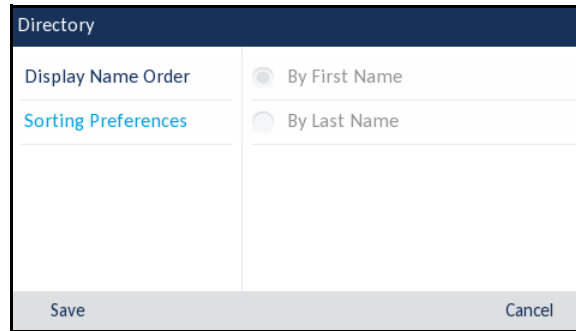 Directory
Display Name Order
Sorting Preferences
By First Name
By Last Name
Save
Cancel